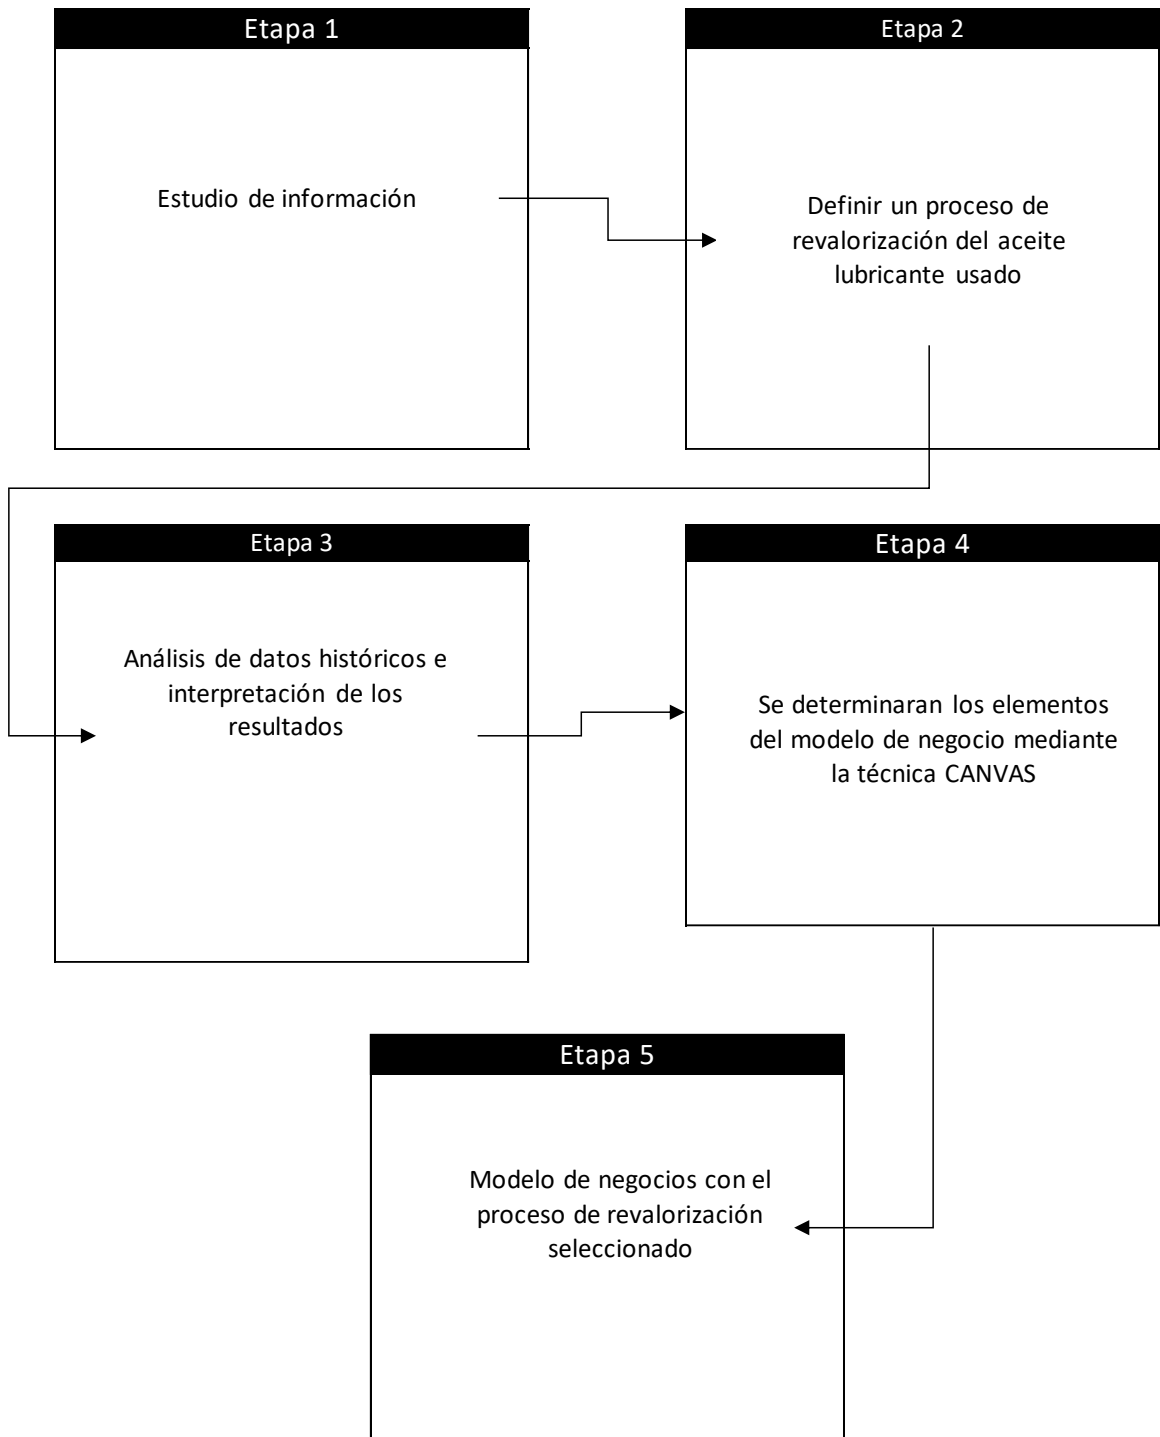 Etapa 1
Estudio de información
Etapa 2
Definir un proceso de
revalorización del aceite
lubricante usado
Etapa 3
Análisis de datos históricos e
interpretación de los
resultados
Etapa 4
Se determinaran los elementos
del modelo de negocio mediante
la técnica CANVAS
Etapa 5
Modelo de negocios con el
proceso de revalorización
seleccionado